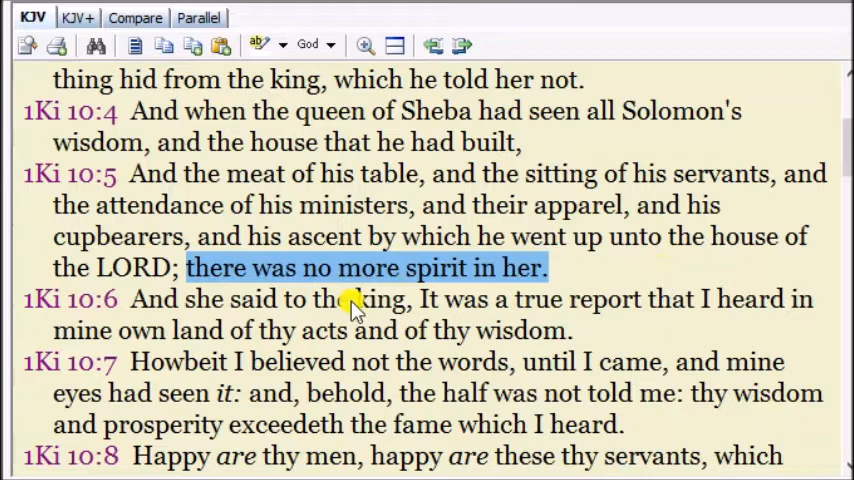 KJV KJV+ Compare Parallel
God
thing hid from the king, which he told her not.
1Ki 10:4 And when the queen of Sheba had seen all Solomon's
wisdom, and the house that he had built,
1Ki 10:5 And the meat of his table, and the sitting of his servants, and
the attendance of his ministers, and their apparel, and his
cupbearers, and his ascent by which he went up unto the house of
the LORD; there was no more spirit in her.
1Ki 10:6 And she said to the king, It was a true report that I heard in
mine own land of thy acts and of thy wisdom.
1Ki 10:7 Howbeit I believed not the words, until I came, and mine
eyes had seen it: and, behold, the half was not told me: thy wisdom
and prosperity exceedeth the fame which I heard.
1Ki 10:8 Happy are thy men, happy are these thy servants, which